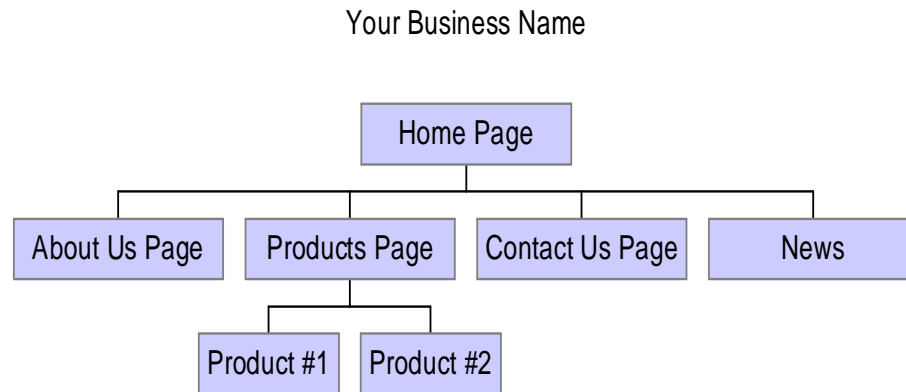 Your Business Name
Home Page
About Us Page
Products Page
Contact Us Page
News
Product #1
Product #2